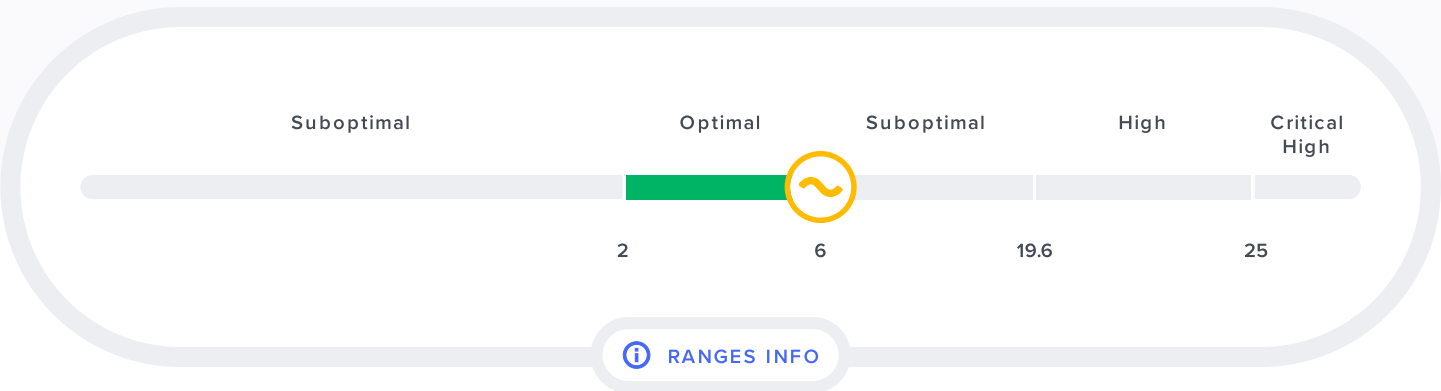 Suboptimal
Optimal
Suboptimal
High
Critical
High
2
6
19.6
25
RANGES INFO